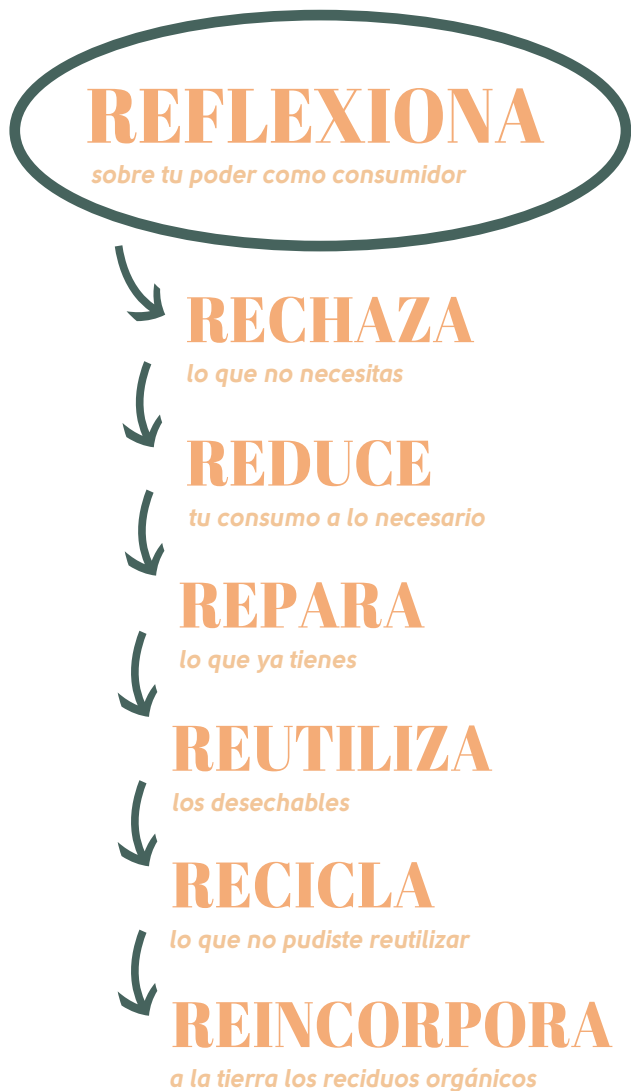 REFLEXIONA
sobre tu poder como consumidor
RECHAZA
lo que no necesitas
REDUCE
tu consumo a lo necesario
REPARA
lo que ya tienes
REUTILIZA
los desechables
RECICLA
lo que no pudiste reutilizar
REINCORPORA
a la tierra los reciduos orgánicos